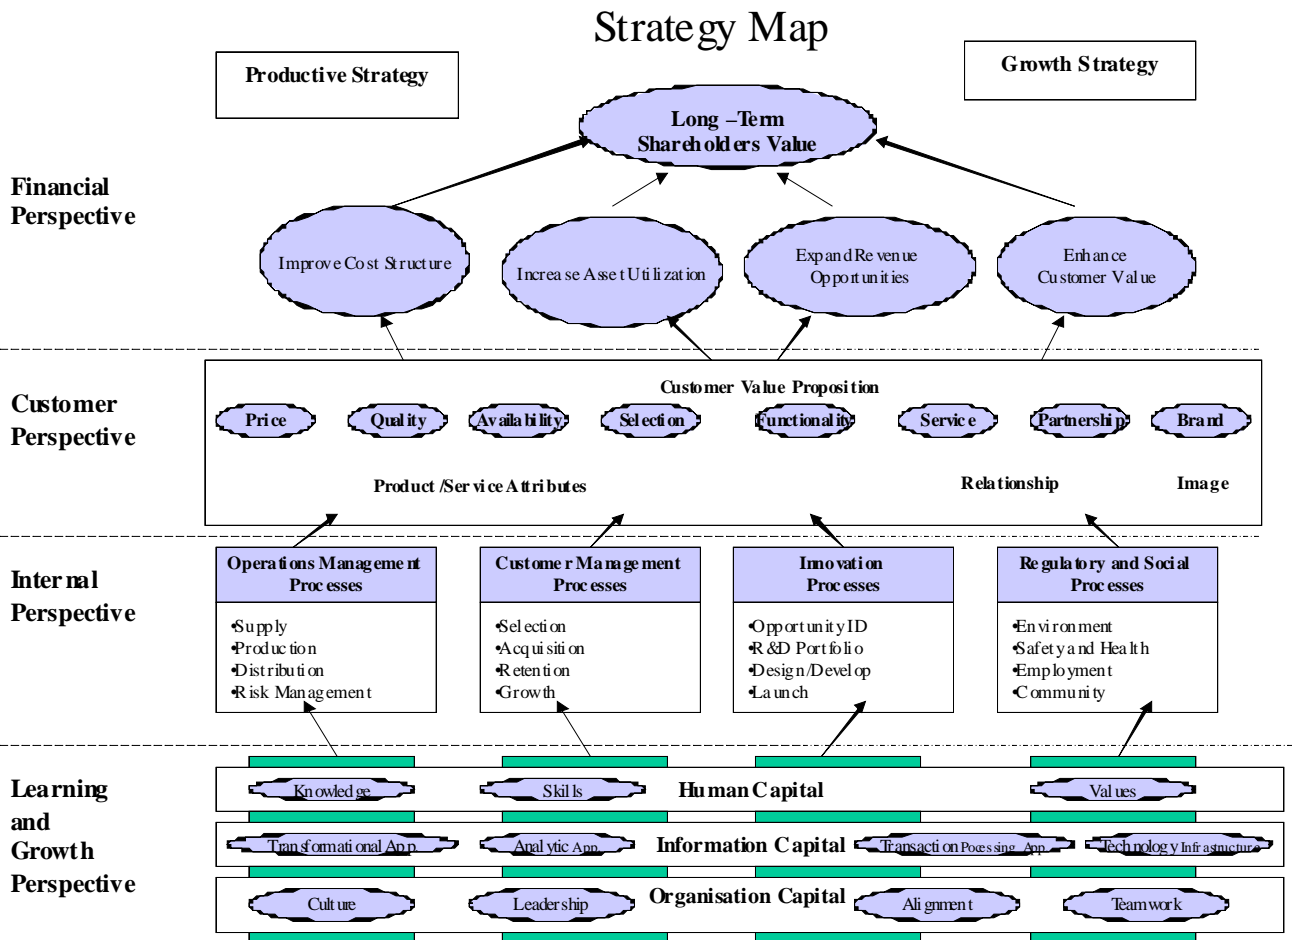 Strategy Map
Productive Strategy
Growth Strategy
Long –Term
Shareholders Value
Financial
Perspective
Improve Cost Structure
Increase Asset Utilization
Expand Revenue
Opportunities
Enhance
Customer Value
Customer
Perspective
Customer Value Proposition
Price
Quality
Availability
Selection
Functionality
Service
Partnership
Brand
Product /Service Attributes
Relationship
Image
Internal
Perspective
Operations Management
Processes
•Supply
•Production
•Distribution
•Risk Management
Customer Management
Processes
•Selection
•Acquisition
•Retention
•Growth
Innovation
Processes
•Opportunity ID
•R&D Portfolio
•Design/Develop
•Launch
Regulatory and Social
Processes
•Environment
•Safety and Health
•Employment
•Community
Learning
and
Growth
Perspective
Knowledge
Skills
Human Capital
Values
Transformational App.
Analytic App.
Information Capital
Transaction Pocessing App.
Technology Infrastructure
Culture
Leadership
Organisation Capital
Alignment
Teamwork